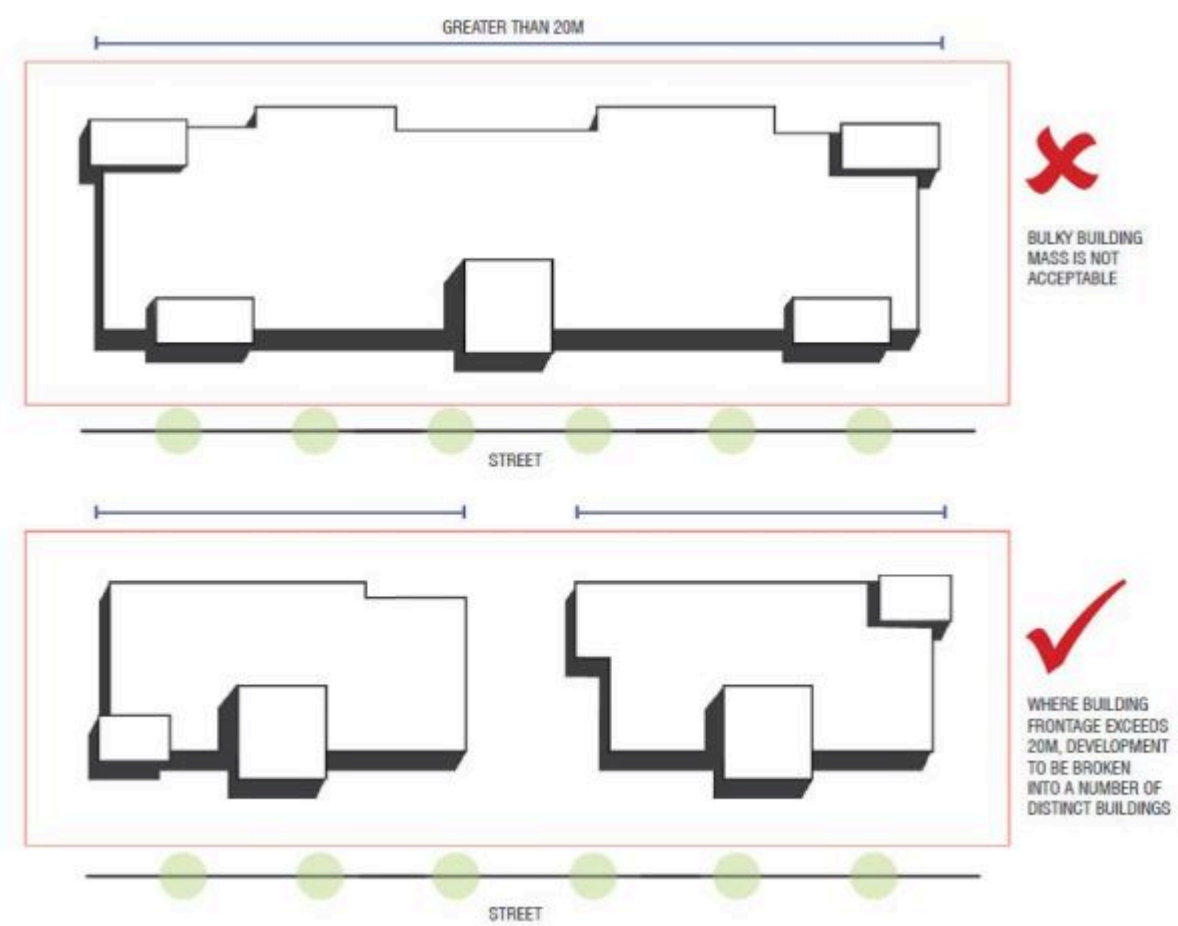 GREATER THAN 20M
BULKY BUILDING
MASS IS NOT
ACCEPTABLE
STREET
WHERE BUILDING
FRONTAGE EXCEEDS
20M, DEVELOPMENT
TO BE BROKEN
INTO A NUMBER OF
DISTINCT BUILDINGS
STREET